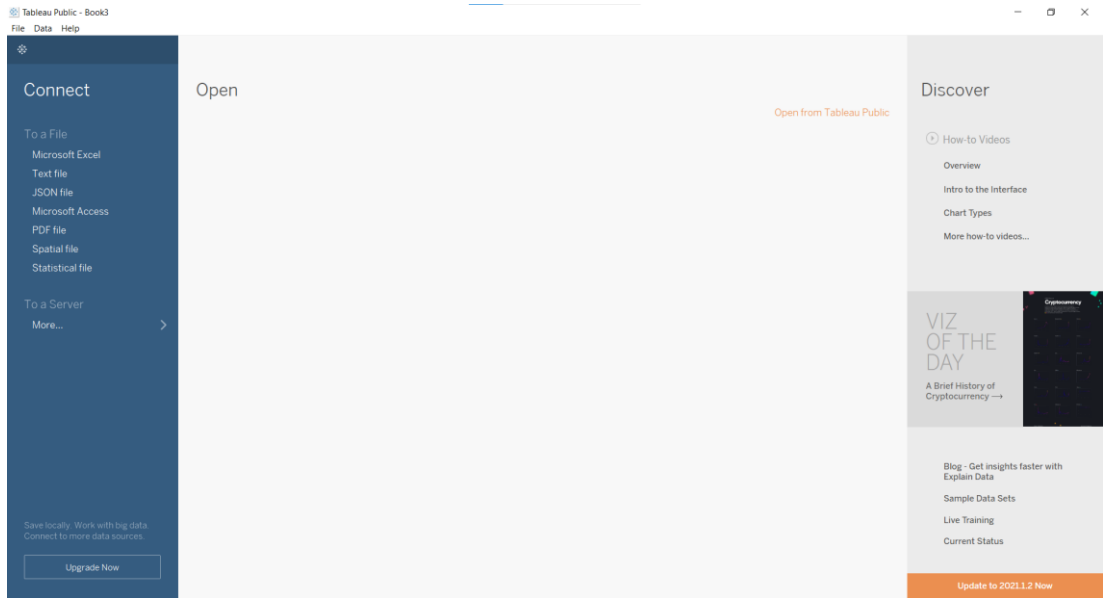 Tableau Public - Book3
File Data Help
Connect
To a File
Microsoft Excel
Text file
JSON file
Microsoft Access
PDF file
Spatial file
Statistical file
To a Server
More...
Save locally. Work with big data.
Connect to more data sources.
Upgrade Now
Open
Open from Tableau Public
Discover
How-to Videos
Overview
Intro to the Interface
Chart Types
More how-to videos...
VIZ
OF THE
DAY
A Brief History of
Cryptocurrency →
Cryptocurrency
Blog - Get insights faster with
Explain Data
Sample Data Sets
Live Training
Current Status
Update to 2021.1.2 Now